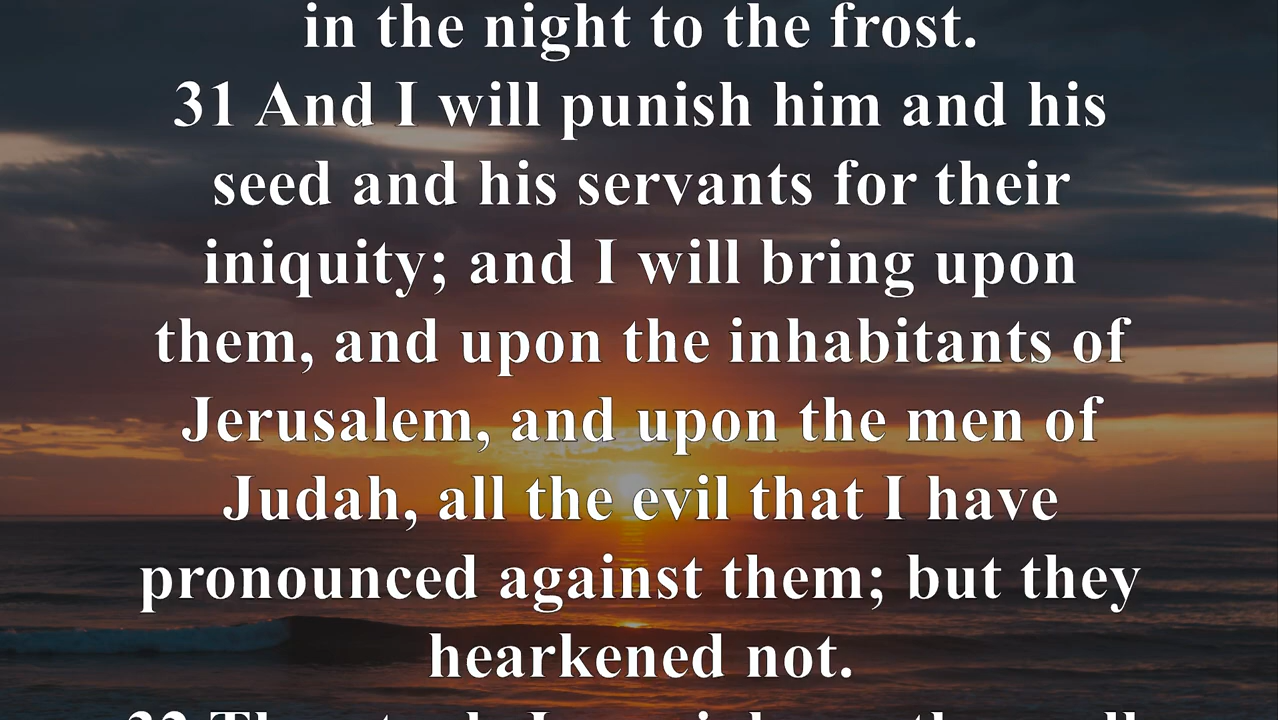 in the night to the frost.
31 And I will punish him and his
seed and his servants for their
iniquity; and I will bring upon
them, and upon the inhabitants of
Jerusalem, and upon the men of
Judah, all the evil that I have
pronounced against them; but they
hearkened not.